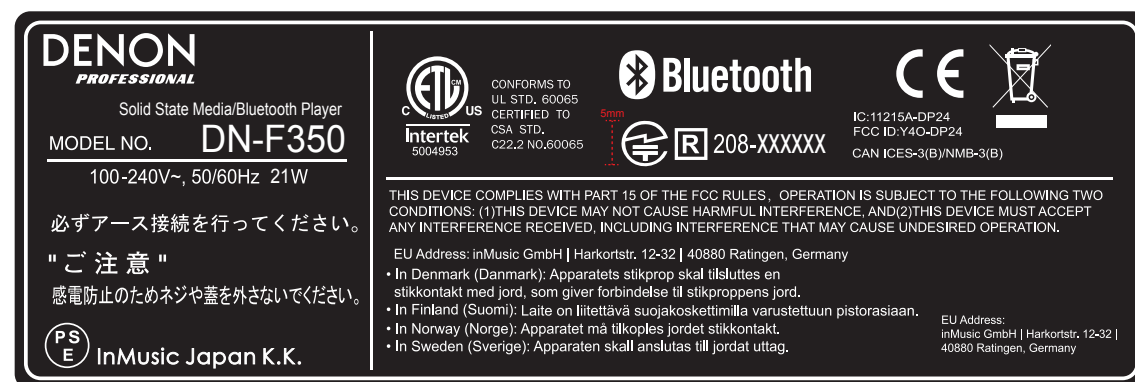 DENON
PROFESSIONAL
Solid State Media/Bluetooth Player
MODEL NO. DN-F350
100-240V~, 50/60Hz 21W
必ずアース接続を行ってください。
"ご注意"
感電防止のためネジや蓋を外さないでください。
PS
E
InMusic Japan K.K.
ETL
CM
LISTED
C US
Intertek
5004953
CONFORMS TO
UL STD. 60065
CERTIFIED TO
CSA STD.
C22.2 NO.60065
Bluetooth
5mm
R 208-XXXXXX
CE
IC:11215A-DP24
FCC ID:Y4O-DP24
CAN ICES-3(B)/NMB-3(B)
THIS DEVICE COMPLIES WITH PART 15 OF THE FCC RULES, OPERATION IS SUBJECT TO THE FOLLOWING TWO
CONDITIONS: (1)THIS DEVICE MAY NOT CAUSE HARMFUL INTERFERENCE, AND(2)THIS DEVICE MUST ACCEPT
ANY INTERFERENCE RECEIVED, INCLUDING INTERFERENCE THAT MAY CAUSE UNDESIRED OPERATION.
EU Address: inMusic GmbH | Harkortstr. 12-32 | 40880 Ratingen, Germany
• In Denmark (Danmark): Apparatets stikprop skal tilsluttes en
stikkontakt med jord, som giver forbindelse til stikproppens jord.
• In Finland (Suomi): Laite on liitettävä suojakoskettimilla varustettuun pistorasiaan.
• In Norway (Norge): Apparatet må tilkoples jordet stikkontakt.
• In Sweden (Sverige): Apparaten skall anslutas till jordat uttag.
EU Address:
inMusic GmbH | Harkortstr. 12-32 |
40880 Ratingen, Germany